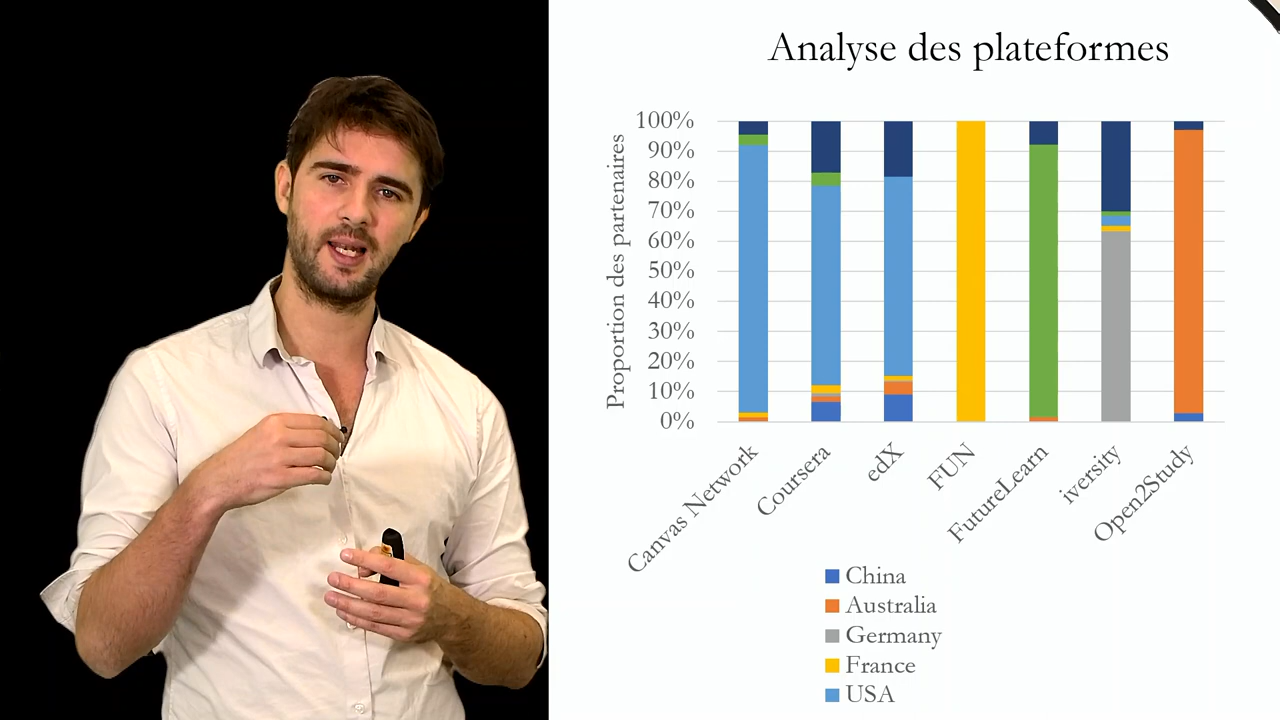 Analyse des plateformes
Proportion des partenaires
100%
90%
80%
70%
60%
50%
40%
30%
20%
10%
0%
Canvas Network
Coursera
edX
FUN
FutureLearn
iversity
Open2Study
China
Australia
Germany
France
USA